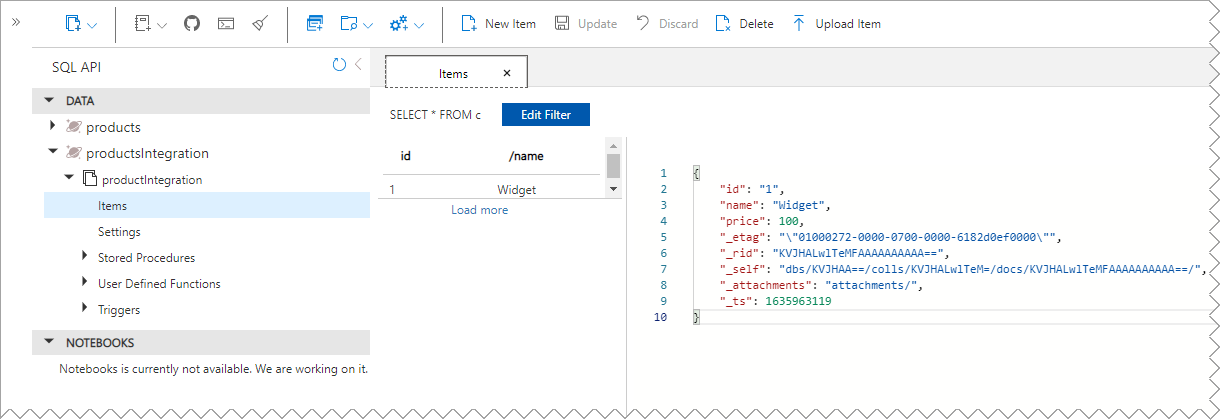 »
New Item
Update
Discard
Delete
Upload Item
SQL API
DATA
products
productsIntegration
productIntegration
Items
Settings
Stored Procedures
User Defined Functions
Triggers
NOTEBOOKS
Notebooks is currently not available. We are working on it.
Items ×
SELECT * FROM c Edit Filter
id /name
1 Widget
Load more
1 {
2 "id": "1",
3 "name": "Widget",
4 "price": 100,
5 "_etag": "\"01000272-0000-0700-0000-6182d0ef0000\"",
6 "_rid": "KVJHALwlTeMFAAAAAAAAAA==",
7 "_self": "dbs/KVJHAA==/colls/KVJHALwlTeM=/docs/KVJHALwlTeMFAAAAAAAAAA==/",
8 "_attachments": "attachments/",
9 "_ts": 1635963119
10 }